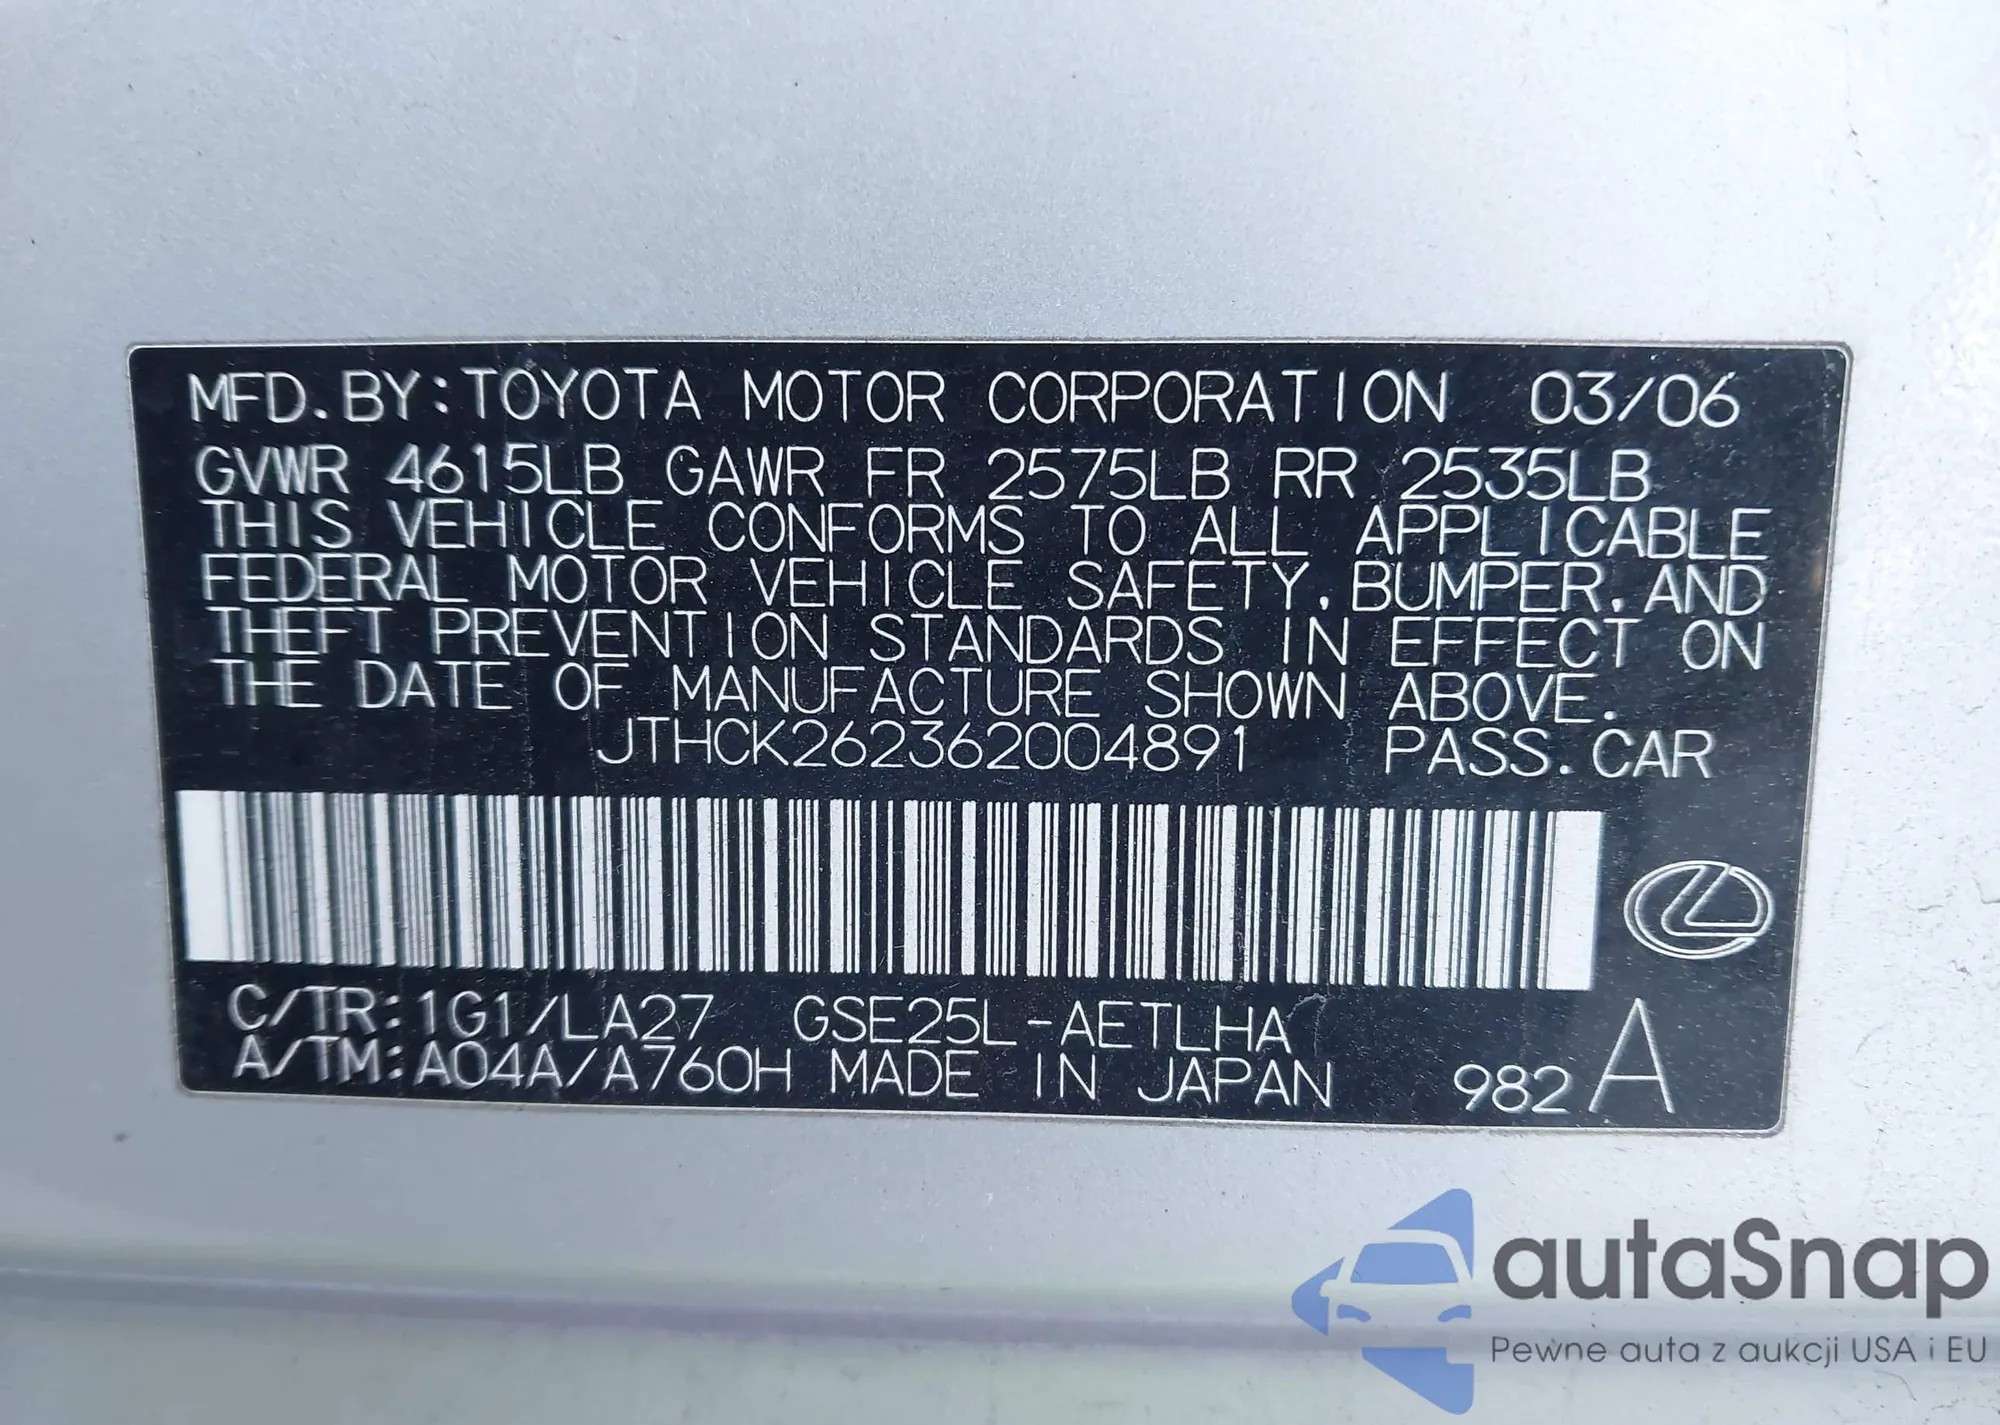 MFD. BY: TOYOTA MOTOR CORPORATION 03/06
GVWR 4615LB GAWR FR 2575LB RR 2535LB
THIS VEHICLE CONFORMS TO ALL APPLICABLE
FEDERAL MOTOR VEHICLE SAFETY, BUMPER, AND
THEFT PREVENTION STANDARDS IN EFFECT ON
THE DATE OF MANUFACTURE SHOWN ABOVE.
JTHCK262362004891 PASS. CAR
C/TR: 1G1/LA27 GSE25L-AETLHA
A/TM: A04A/A760H MADE IN JAPAN 982 A
autaSnap
Pewne auta z aukcji USA i EU